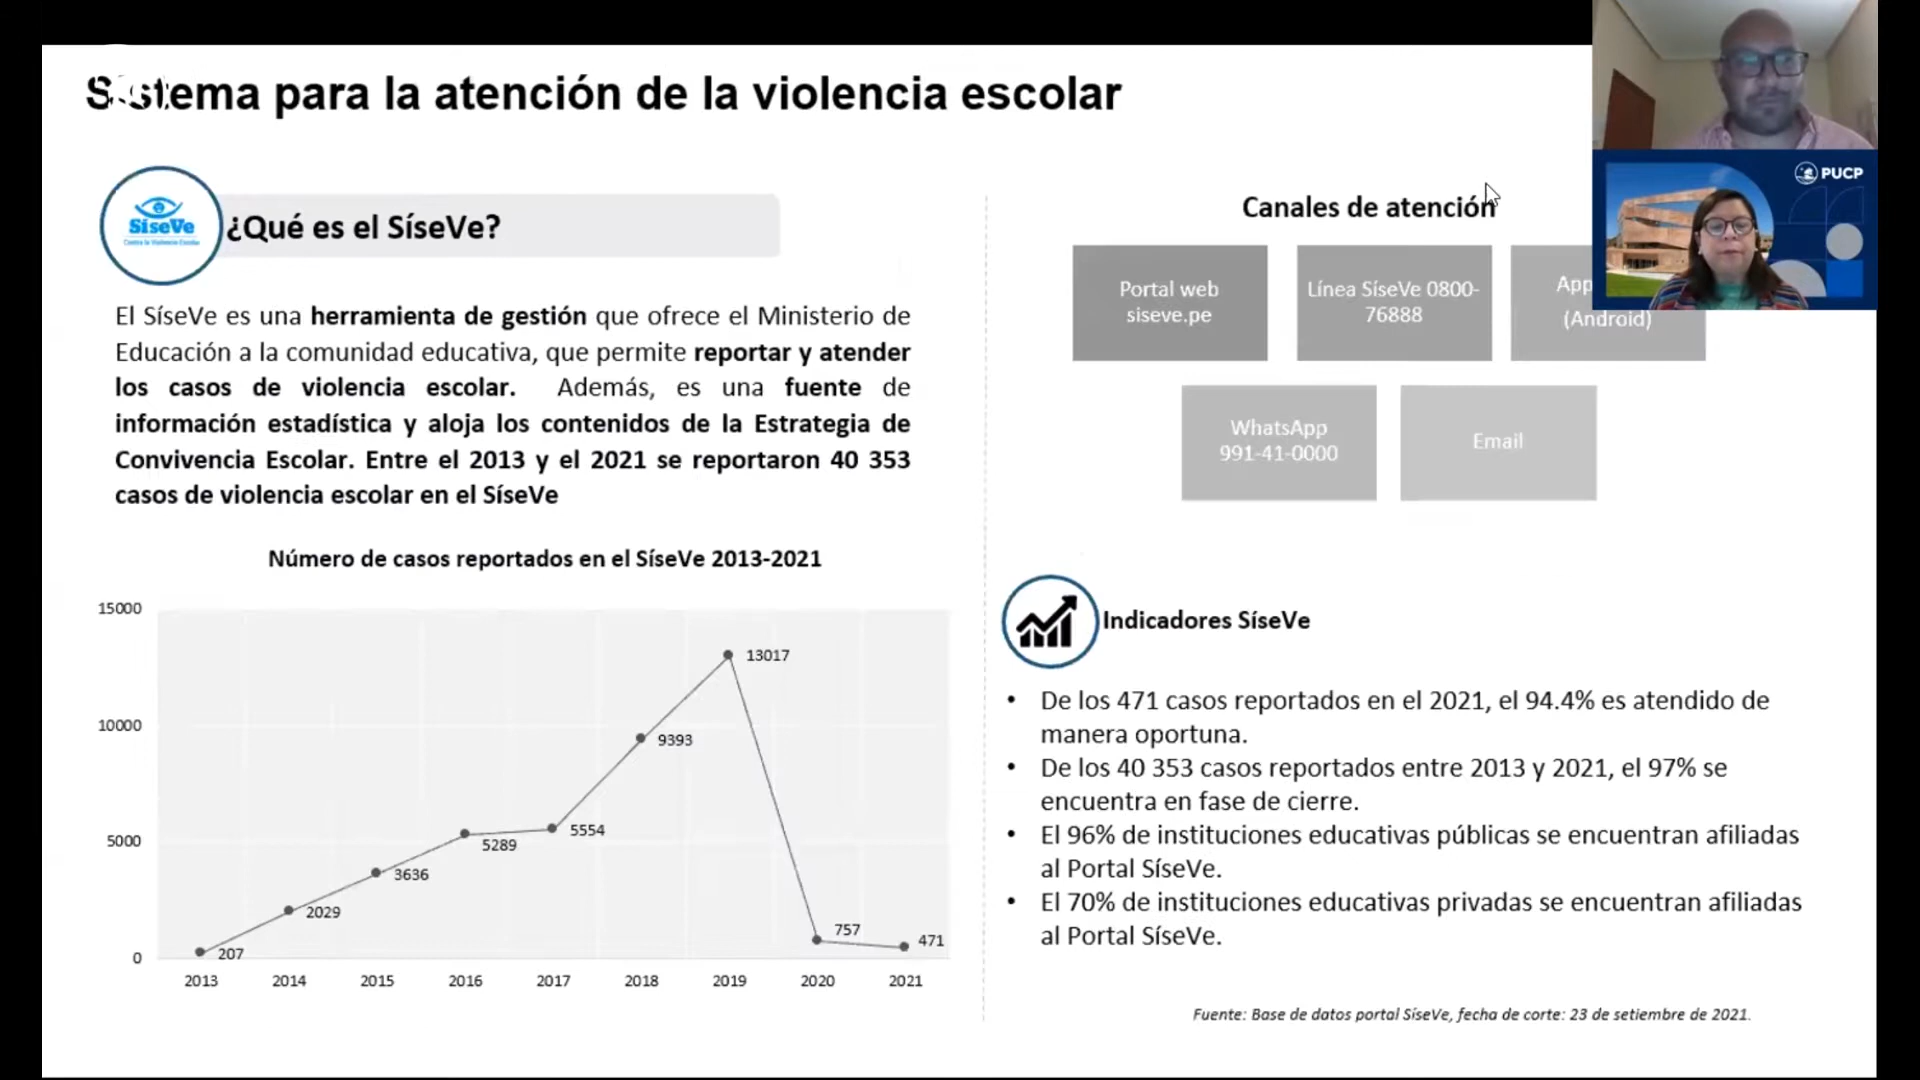 Sistema para la atención de la violencia escolar
SíseVe
Contra la Violencia Escolar
¿Qué es el SíseVe?
El SíseVe es una herramienta de gestión que ofrece el Ministerio de
Educación a la comunidad educativa, que permite reportar y atender
los casos de violencia escolar. Además, es una fuente de
información estadística y aloja los contenidos de la Estrategia de
Convivencia Escolar. Entre el 2013 y el 2021 se reportaron 40 353
casos de violencia escolar en el SíseVe
Número de casos reportados en el SíseVe 2013-2021
15000
10000
5000
0
207
2029
3636
5289
5554
9393
13017
757
471
2013
2014
2015
2016
2017
2018
2019
2020
2021
Canales de atención
Portal web
siseve.pe
Línea SíseVe 0800-
76888
App
(Android)
WhatsApp
991-41-0000
Email
PUCP
Indicadores SíseVe
• De los 471 casos reportados en el 2021, el 94.4% es atendido de
manera oportuna.
• De los 40 353 casos reportados entre 2013 y 2021, el 97% se
encuentra en fase de cierre.
• El 96% de instituciones educativas públicas se encuentran afiliadas
al Portal SíseVe.
• El 70% de instituciones educativas privadas se encuentran afiliadas
al Portal SíseVe.
Fuente: Base de datos portal SíseVe, fecha de corte: 23 de setiembre de 2021.